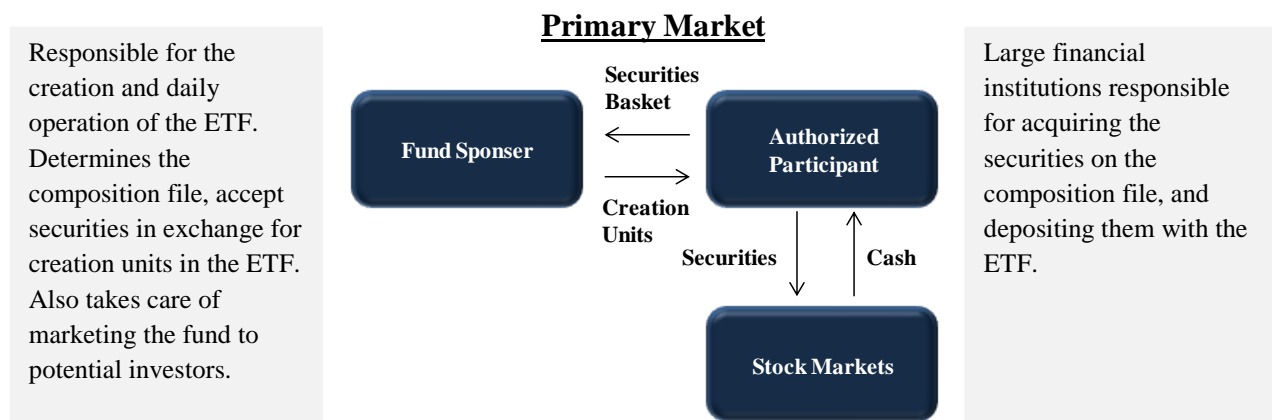 Primary Market
Responsible for the
creation and daily
operation of the ETF.
Determines the
composition file, accept
securities in exchange for
creation units in the ETF.
Also takes care of
marketing the fund to
potential investors.
Fund Sponser
Securities
Basket
Creation
Units
Authorized
Participant
Securities
Cash
Stock Markets
Large financial
institutions responsible
for acquiring the
securities on the
composition file, and
depositing them with the
ETF.